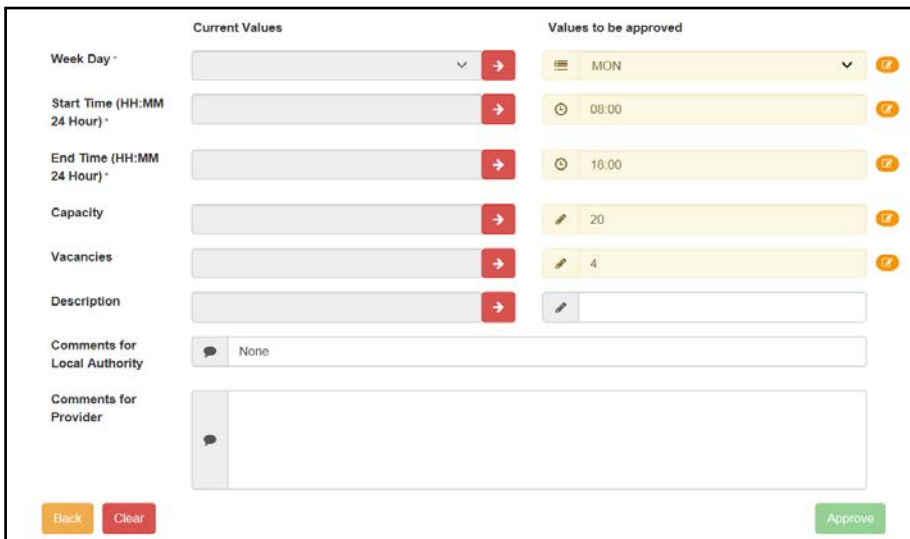 Current Values Values to be approved
Week Day * MON
Start Time (HH:MM 08:00
24 Hour) *
End Time (HH:MM 18:00
24 Hour) *
Capacity 20
Vacancies 4
Description
Comments for
Local Authority
None
Comments for
Provider
Back Clear Approve